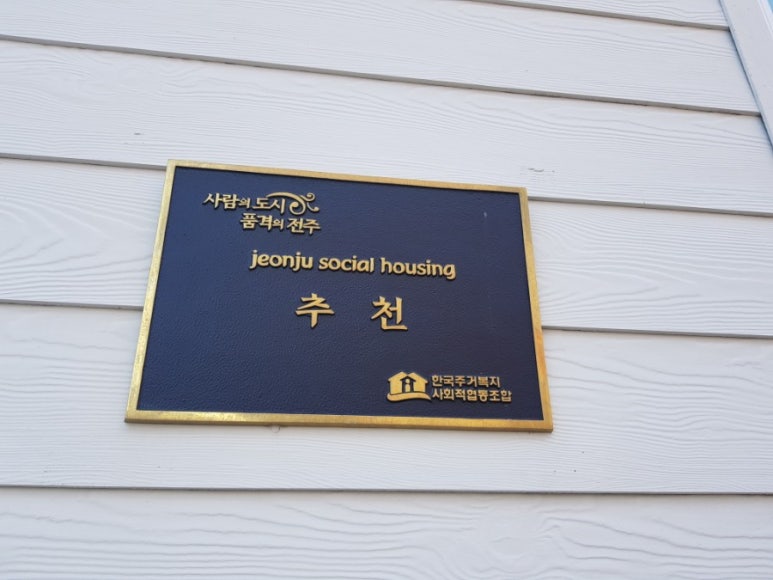 사람의 도시
품격의 전주
jeonju social housing
추 천
한국주거복지
사회적협동조합